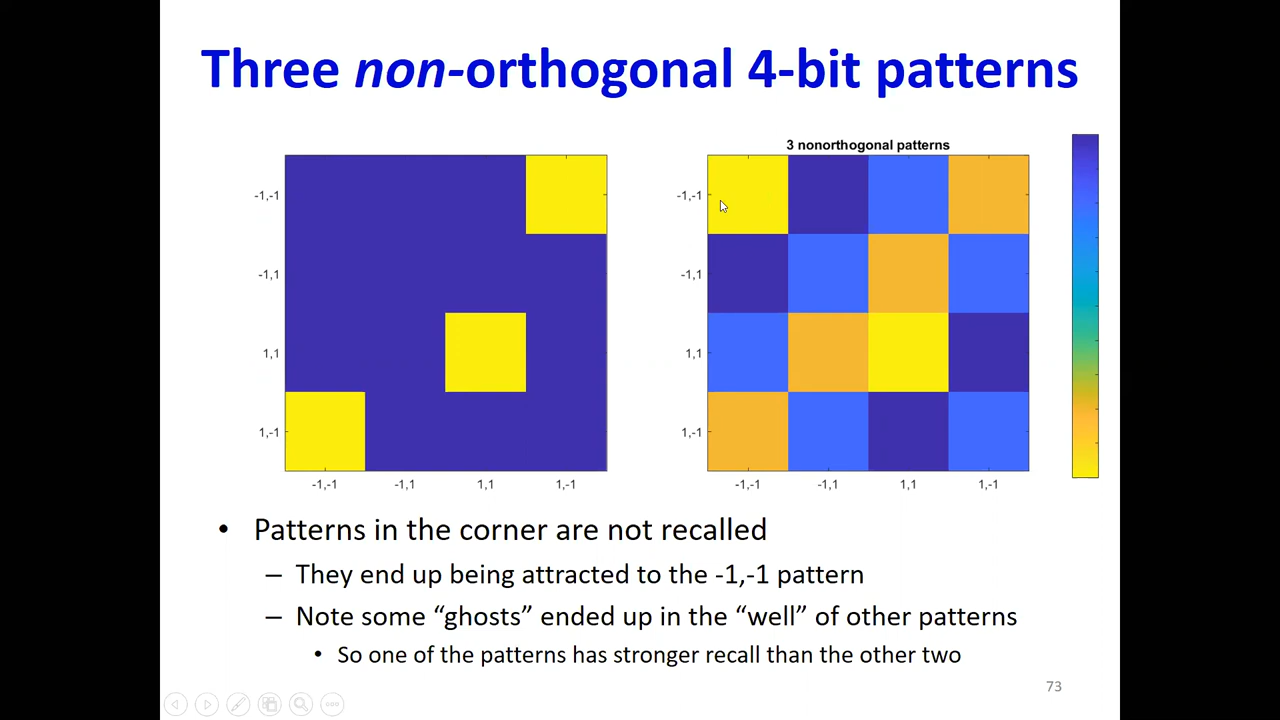 Three non-orthogonal 4-bit patterns
3 nonorthogonal patterns
-1,-1
-1,1
1,1
1,-1
-1,-1 -1,1 1,1 1,-1
-1,-1
-1,1
1,1
1,-1
-1,-1 -1,1 1,1 1,-1
• Patterns in the corner are not recalled
– They end up being attracted to the -1,-1 pattern
– Note some “ghosts” ended up in the “well” of other patterns
• So one of the patterns has stronger recall than the other two
73